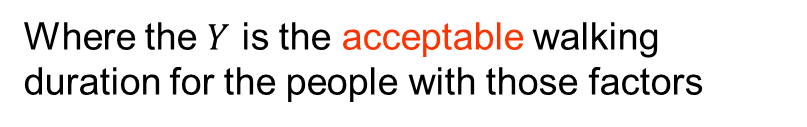 Where the Y is the acceptable walking
duration for the people with those factors